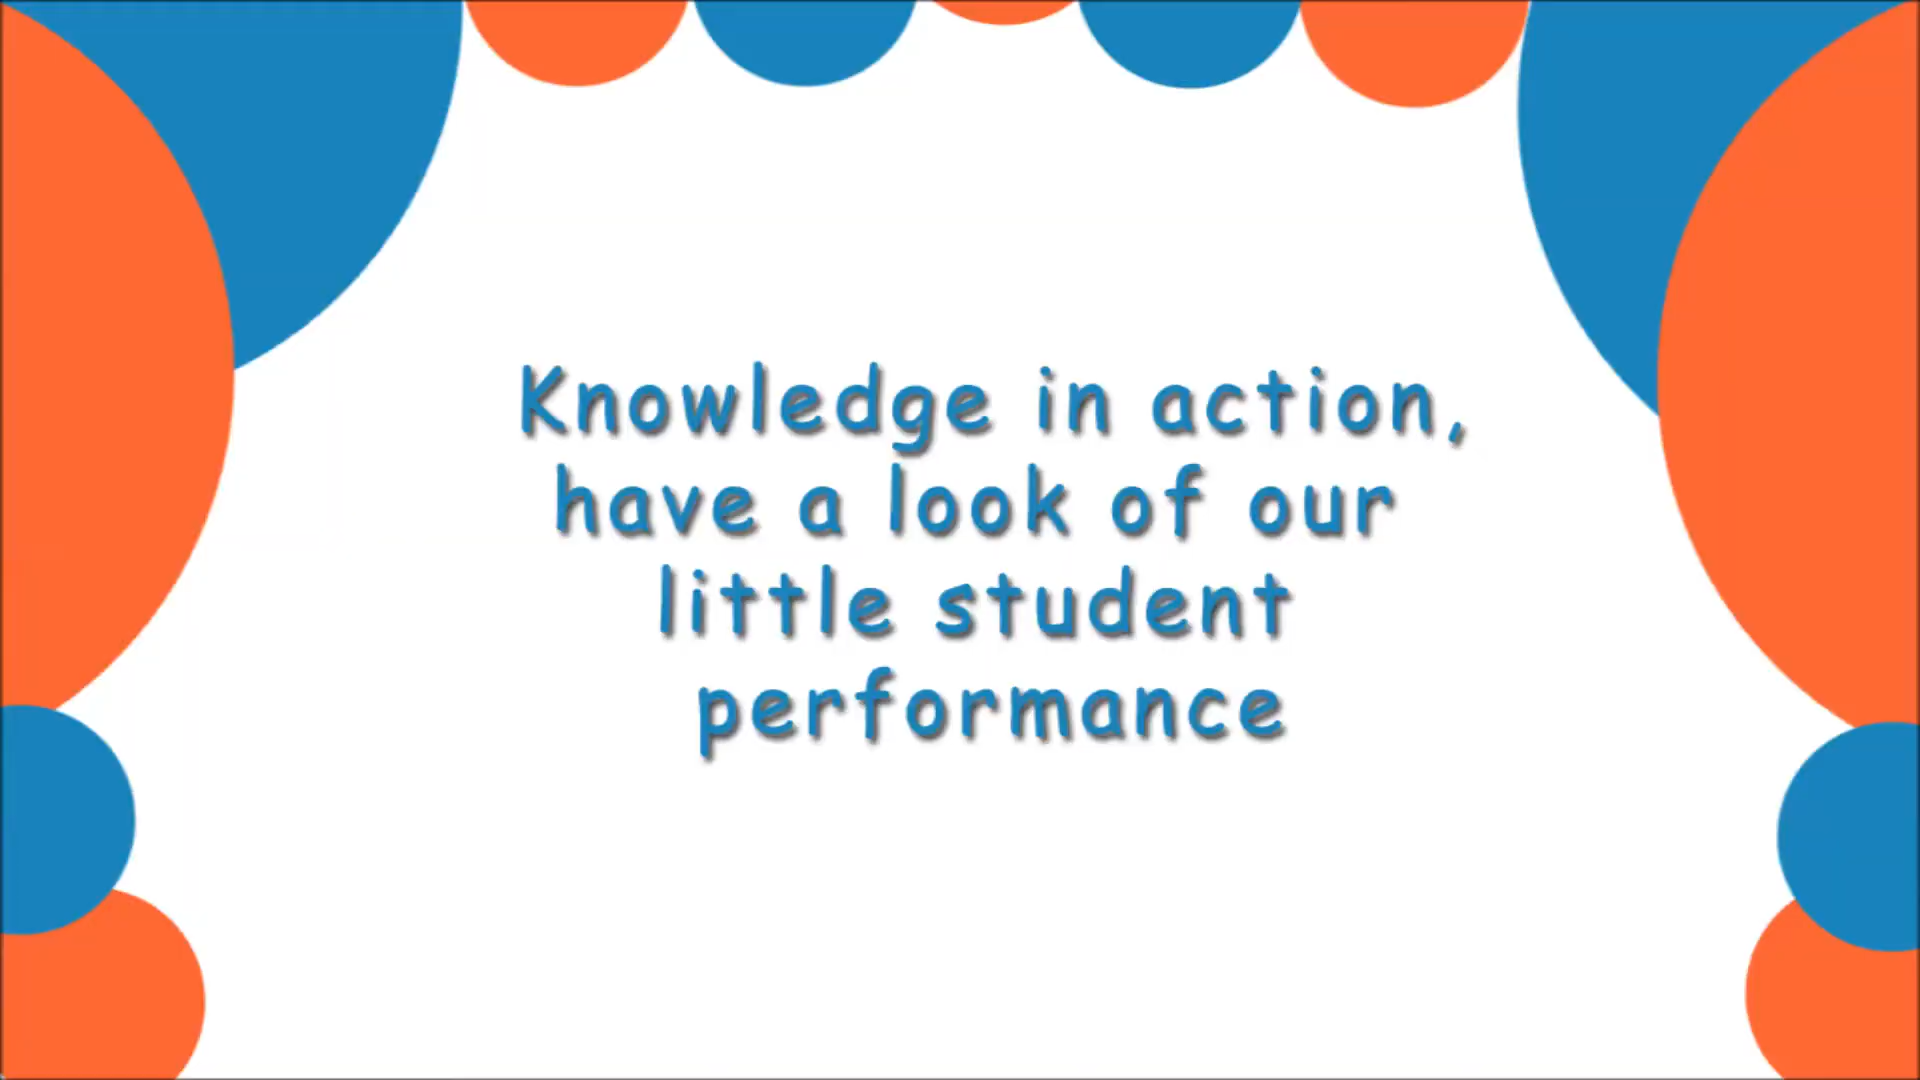 Knowledge in action,
have a look of our
little student
performance